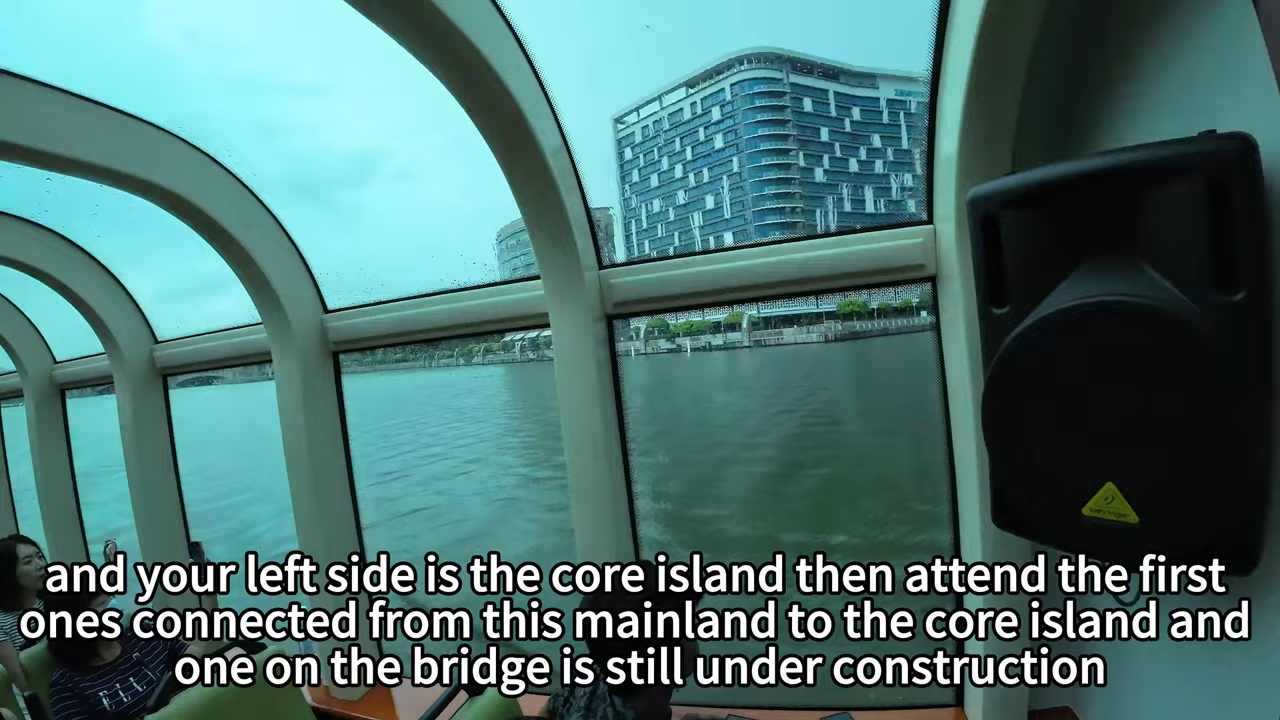 behringer
and your left side is the core island then attend the first
ones connected from this mainland to the core island and
one on the bridge is still under construction